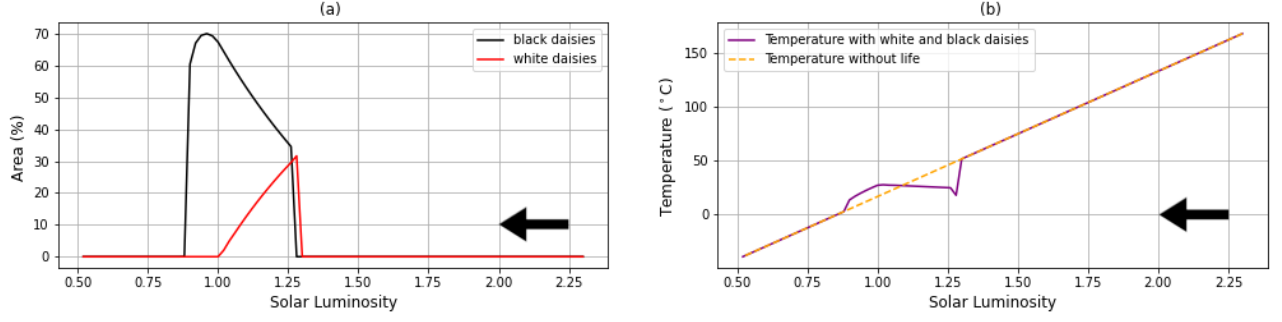 (a)
70
60
50
40
30
20
10
0
Area (%)
black daisies
white daisies
0.50 0.75 1.00 1.25 1.50 1.75 2.00 2.25
Solar Luminosity
(b)
150
100
50
0
Temperature (°C)
Temperature with white and black daisies
Temperature without life
0.50 0.75 1.00 1.25 1.50 1.75 2.00 2.25
Solar Luminosity